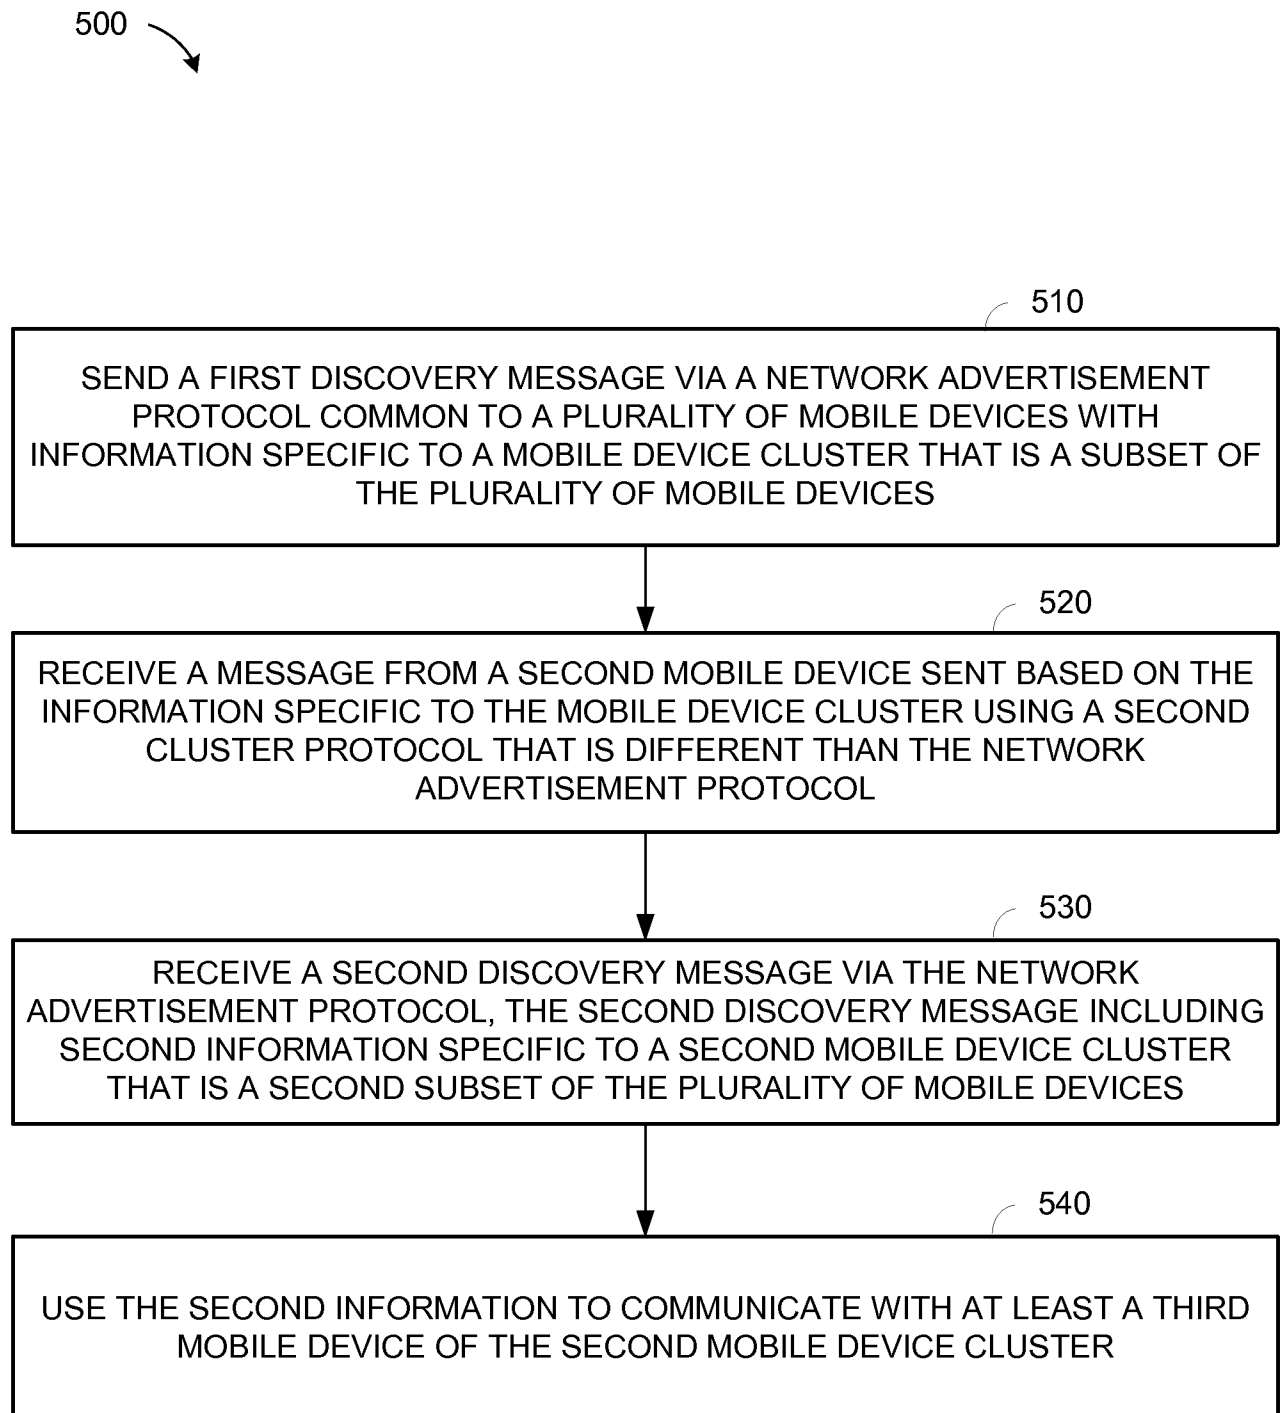 500
510
SEND A FIRST DISCOVERY MESSAGE VIA A NETWORK ADVERTISEMENT
PROTOCOL COMMON TO A PLURALITY OF MOBILE DEVICES WITH
INFORMATION SPECIFIC TO A MOBILE DEVICE CLUSTER THAT IS A SUBSET OF
THE PLURALITY OF MOBILE DEVICES
520
RECEIVE A MESSAGE FROM A SECOND MOBILE DEVICE SENT BASED ON THE
INFORMATION SPECIFIC TO THE MOBILE DEVICE CLUSTER USING A SECOND
CLUSTER PROTOCOL THAT IS DIFFERENT THAN THE NETWORK
ADVERTISEMENT PROTOCOL
530
RECEIVE A SECOND DISCOVERY MESSAGE VIA THE NETWORK
ADVERTISEMENT PROTOCOL, THE SECOND DISCOVERY MESSAGE INCLUDING
SECOND INFORMATION SPECIFIC TO A SECOND MOBILE DEVICE CLUSTER
THAT IS A SECOND SUBSET OF THE PLURALITY OF MOBILE DEVICES
540
USE THE SECOND INFORMATION TO COMMUNICATE WITH AT LEAST A THIRD
MOBILE DEVICE OF THE SECOND MOBILE DEVICE CLUSTER